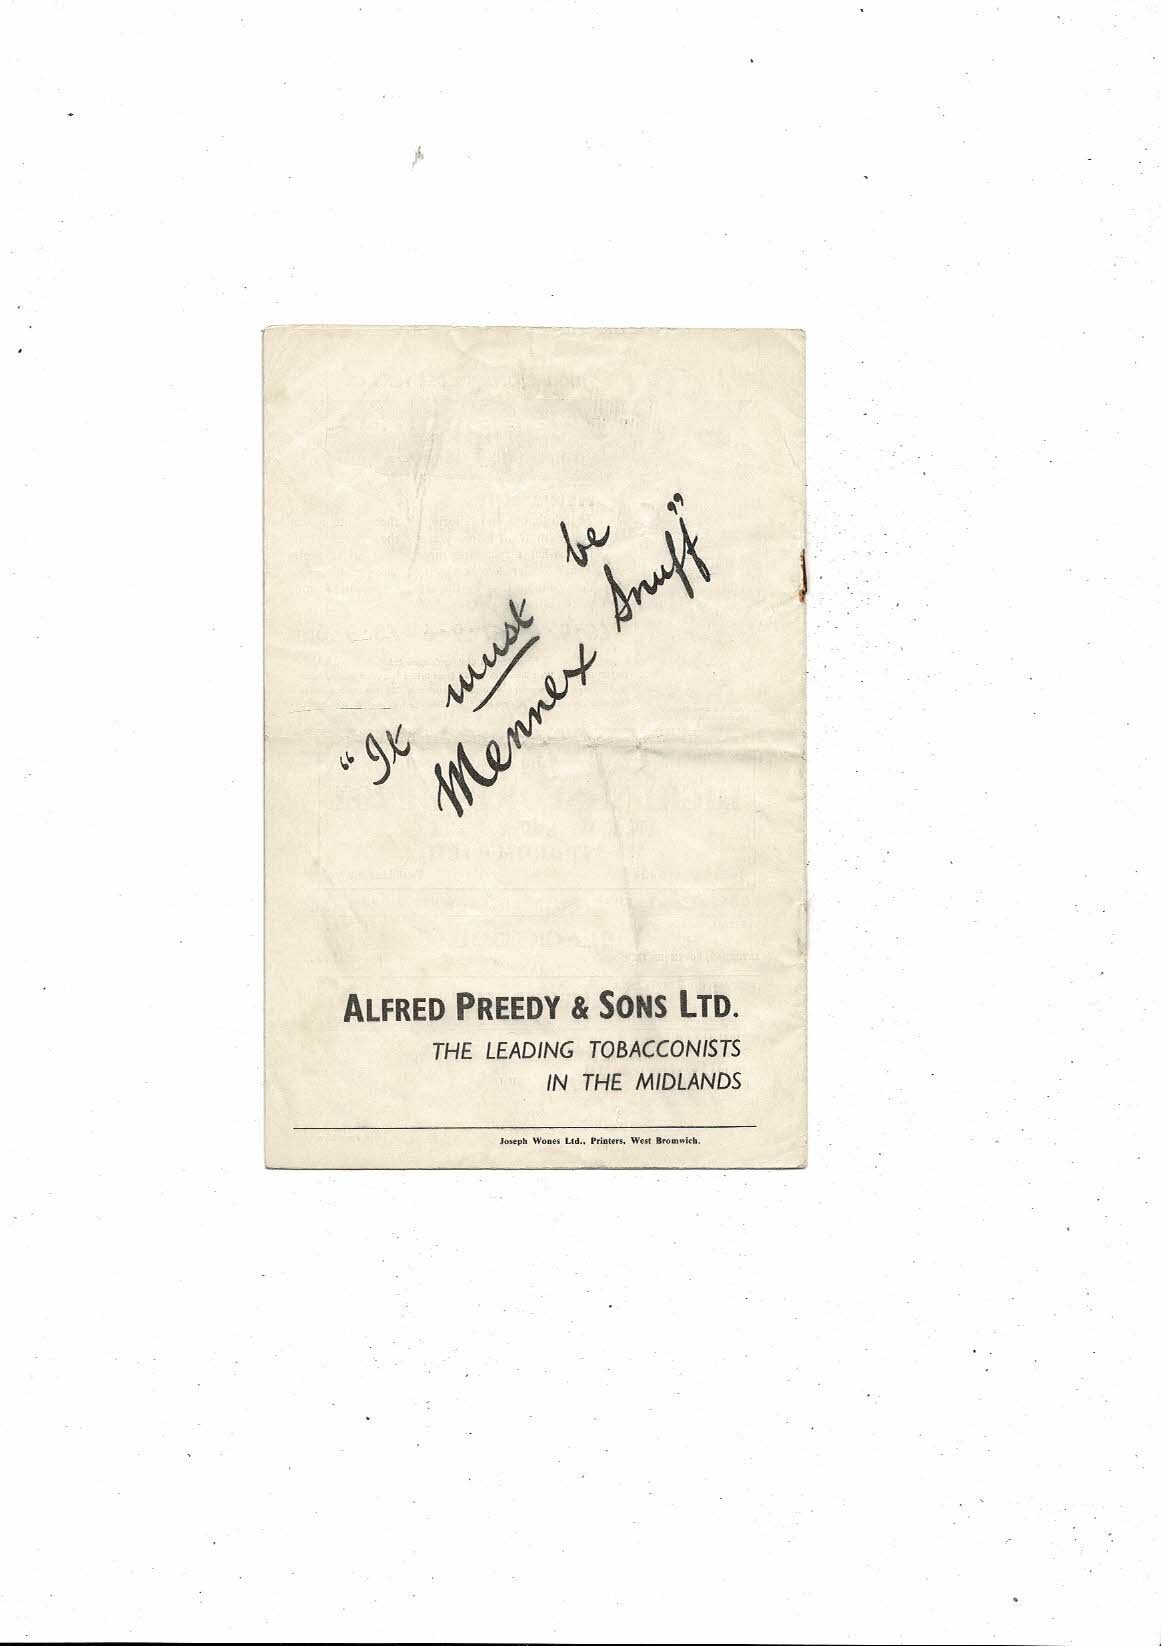 "It must be
Mennex Snuff"
ALFRED PREEDY & SONS LTD.
THE LEADING TOBACCONISTS
IN THE MIDLANDS
Joseph Wones Ltd., Printers, West Bromwich.